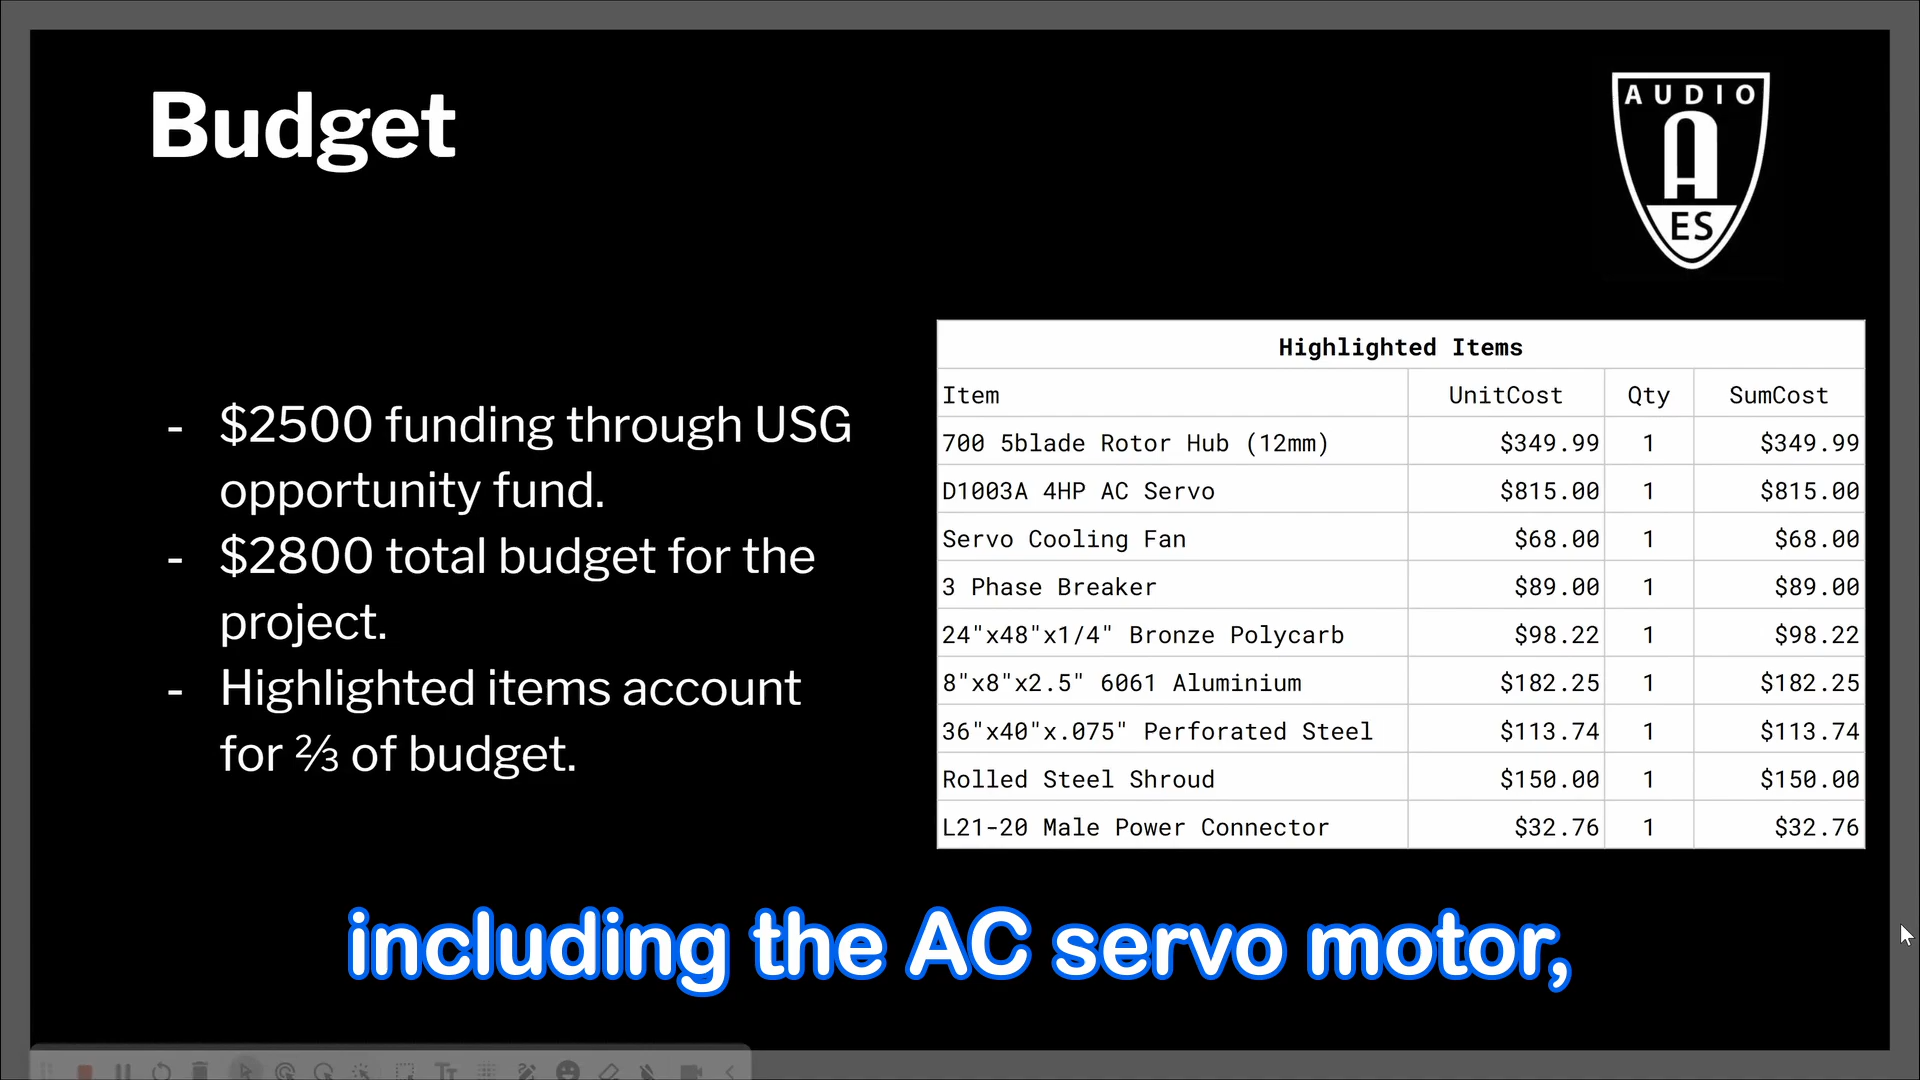 Budget
AUDIO
A
ES
- $2500 funding through USG
opportunity fund.
- $2800 total budget for the
project.
- Highlighted items account
for ⅔ of budget.
Highlighted Items
Item UnitCost Qty SumCost
700 5blade Rotor Hub (12mm) $349.99 1 $349.99
D1003A 4HP AC Servo $815.00 1 $815.00
Servo Cooling Fan $68.00 1 $68.00
3 Phase Breaker $89.00 1 $89.00
24"x48"x1/4" Bronze Polycarb $98.22 1 $98.22
8"x8"x2.5" 6061 Aluminium $182.25 1 $182.25
36"x40"x.075" Perforated Steel $113.74 1 $113.74
Rolled Steel Shroud $150.00 1 $150.00
L21-20 Male Power Connector $32.76 1 $32.76
including the AC servo motor,